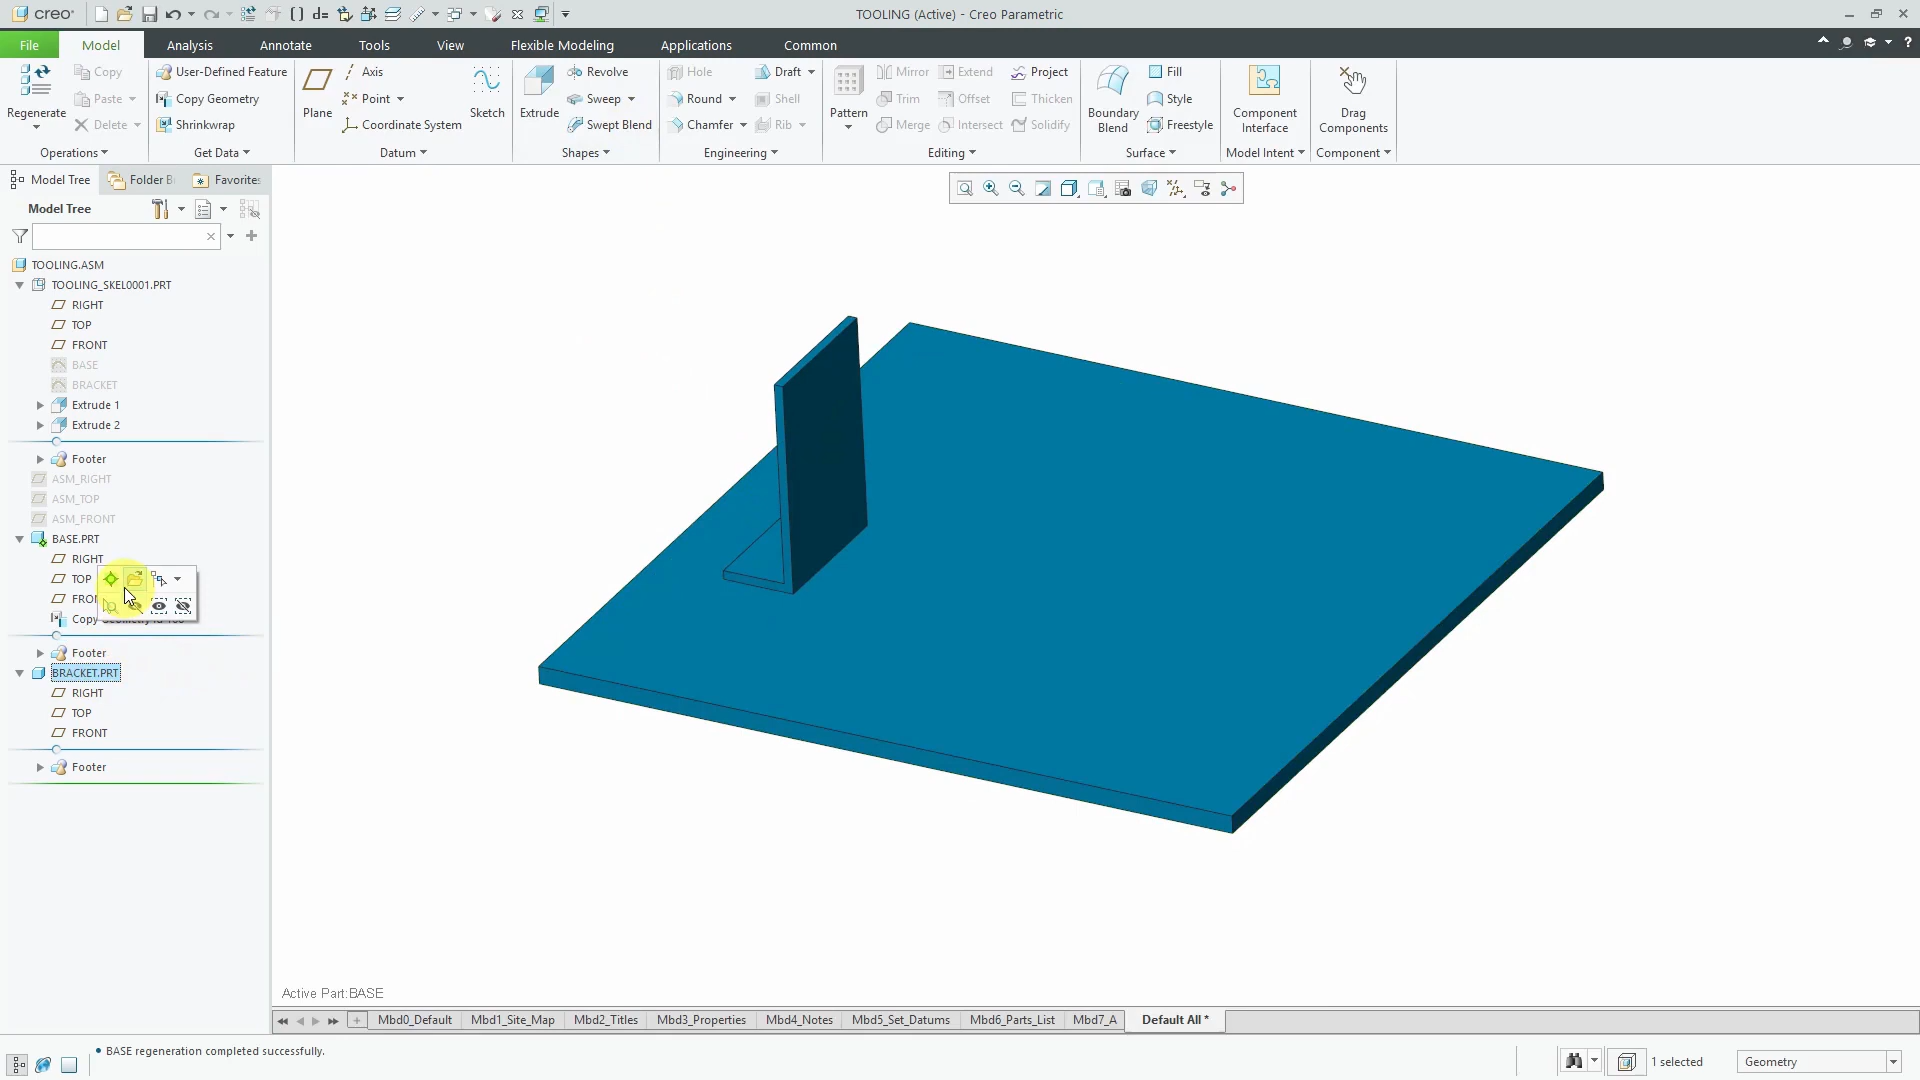 creo
TOOLING (Active) - Creo Parametric
File
Model
Analysis
Annotate
Tools
View
Flexible Modeling
Applications
Common
Regenerate
Copy
Paste
Delete
Operations
User-Defined Feature
Copy Geometry
Shrinkwrap
Get Data
Plane
Axis
Point
Coordinate System
Sketch
Datum
Extrude
Revolve
Sweep
Swept Blend
Shapes
Hole
Round
Chamfer
Draft
Shell
Rib
Engineering
Pattern
Mirror
Trim
Merge
Extend
Offset
Intersect
Project
Thicken
Solidify
Editing
Boundary
Blend
Fill
Style
Freestyle
Surface
Component
Interface
Model Intent
Drag
Components
Component
Model Tree
Folder B
Favorites
Model Tree
TOOLING.ASM
TOOLING_SKEL0001.PRT
RIGHT
TOP
FRONT
BASE
BRACKET
Extrude 1
Extrude 2
Footer
ASM_RIGHT
ASM_TOP
ASM_FRONT
BASE.PRT
RIGHT
TOP
FRO
Copy
Footer
BRACKET.PRT
RIGHT
TOP
FRONT
Footer
Active Part:BASE
Mbd0_Default
Mbd1_Site_Map
Mbd2_Titles
Mbd3_Properties
Mbd4_Notes
Mbd5_Set_Datums
Mbd6_Parts_List
Mbd7_A
Default All *
• BASE regeneration completed successfully.
1 selected
Geometry